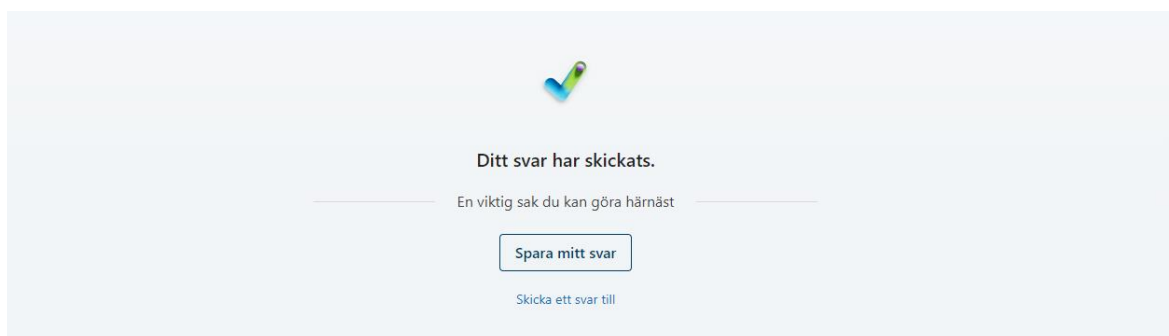 Ditt svar har skickats.
En viktig sak du kan göra härnäst
Spara mitt svar
Skicka ett svar till